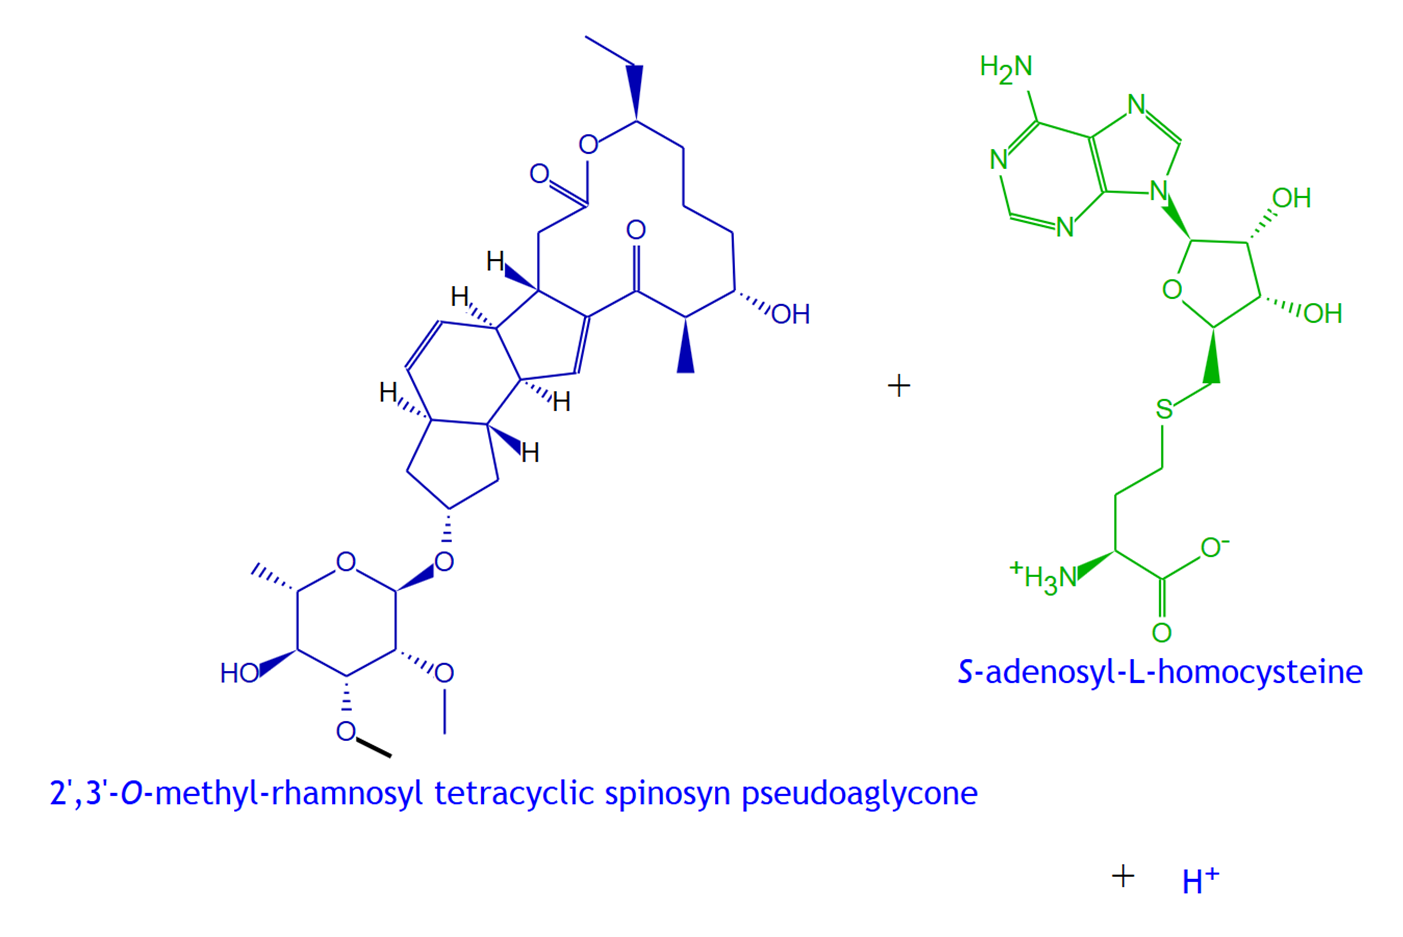 H2N
N
N
N
N
OH
O
OH
S
+H3N
O-
O
S-adenosyl-L-homocysteine
O
O
O
H
H
OH
H
H
H
O
O
HO
O
O
2',3'-O-methyl-rhamnosyl tetracyclic spinosyn pseudoaglycone
+
+ H+